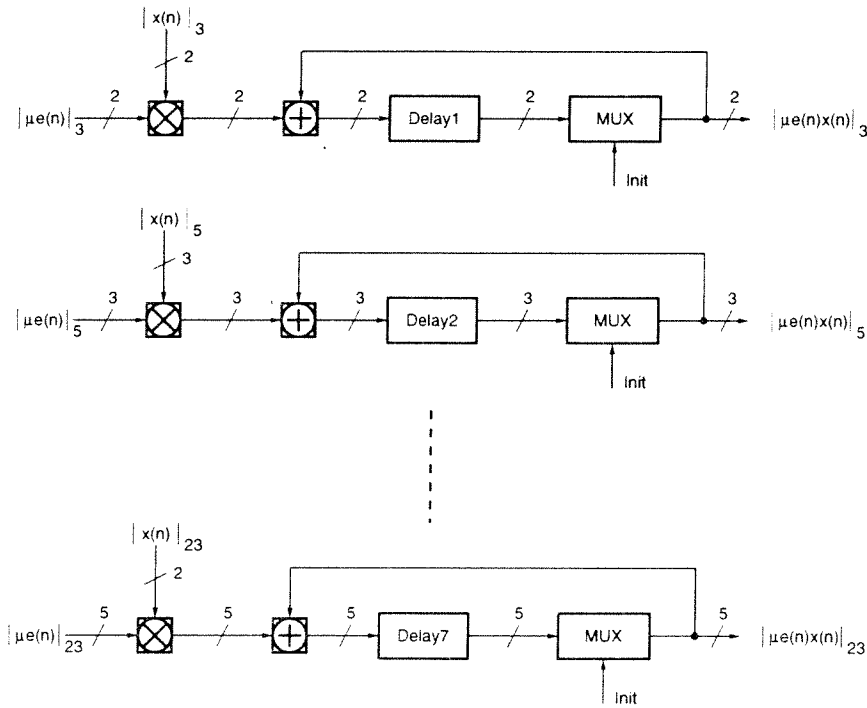 | x(n) |3
2
| μe(n) |3 2 2 2 Delay1 2 MUX 2 | μe(n)x(n) |3
Init
| x(n) |5
3
| μe(n) |5 3 3 3 Delay2 3 MUX 3 | μe(n)x(n) |5
Init
| x(n) |23
2
| μe(n) |23 5 5 5 Delay7 5 MUX 5 | μe(n)x(n) |23
Init